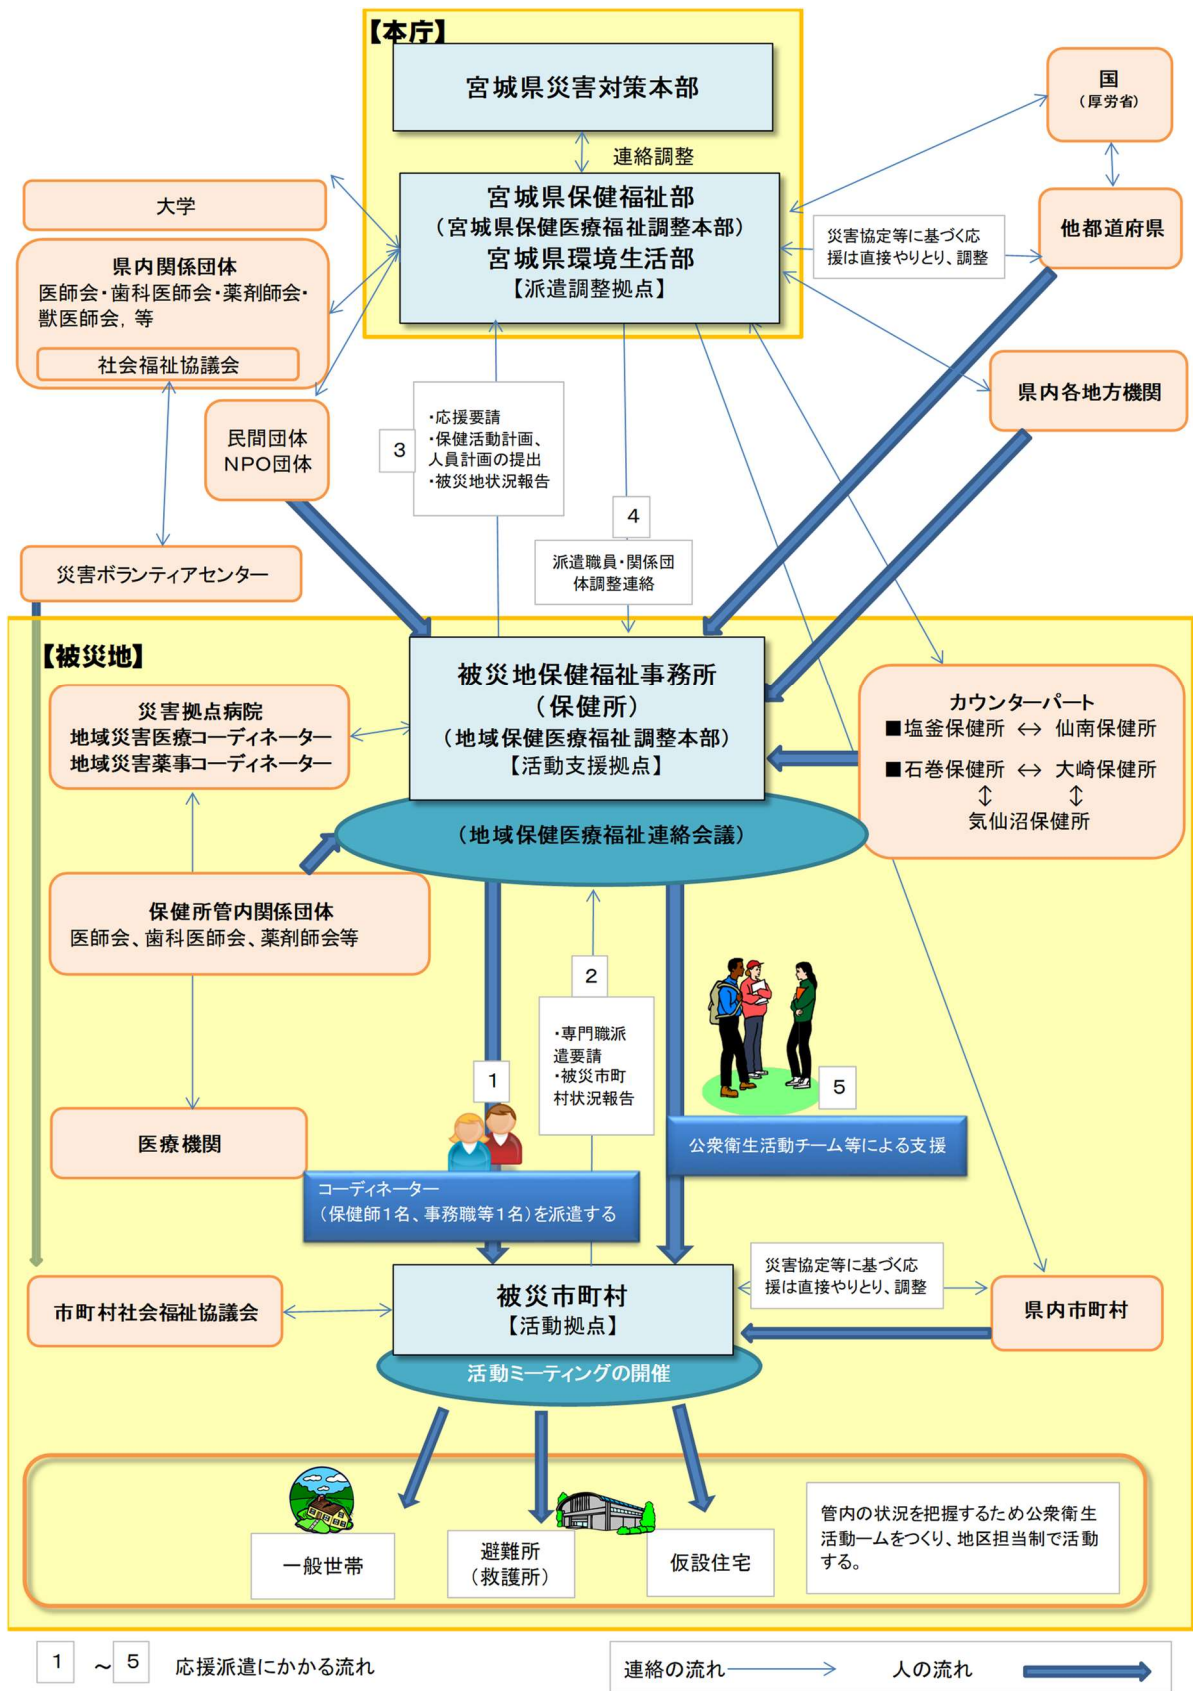 【本庁】
宮城県災害対策本部
連絡調整
宮城県保健福祉部
(宮城県保健医療福祉調整本部)
宮城県環境生活部
【派遣調整拠点】
国
(厚労省)
他都道府県
災害協定等に基づく応
援は直接やりとり、調整
県内各地方機関
大学
県内関係団体
医師会・歯科医師会・薬剤師会・
獣医師会, 等
社会福祉協議会
民間団体
NPO団体
災害ボランティアセンター
3
・応援要請
・保健活動計画、
人員計画の提出
・被災地状況報告
4
派遣職員・関係団
体調整連絡
【被災地】
被災地保健福祉事務所
(保健所)
(地域保健医療福祉調整本部)
【活動支援拠点】
(地域保健医療福祉連絡会議)
災害拠点病院
地域災害医療コーディネーター
地域災害薬事コーディネーター
カウンターパート
■塩釜保健所 ↔ 仙南保健所
■石巻保健所 ↔ 大崎保健所
↕ ↕
気仙沼保健所
保健所管内関係団体
医師会、歯科医師会、薬剤師会等
医療機関
2
・専門職派
遣要請
・被災市町
村状況報告
1
コーディネーター
(保健師1名、事務職等1名)を派遣する
5
公衆衛生活動チーム等による支援
市町村社会福祉協議会
被災市町村
【活動拠点】
活動ミーティングの開催
災害協定等に基づく応
援は直接やりとり、調整
県内市町村
一般世帯
避難所
(救護所)
仮設住宅
管内の状況を把握するため公衆衛生
活動ームをつくり、地区担当制で活動
する。
1 ～ 5 応援派遣にかかる流れ
連絡の流れ 人の流れ